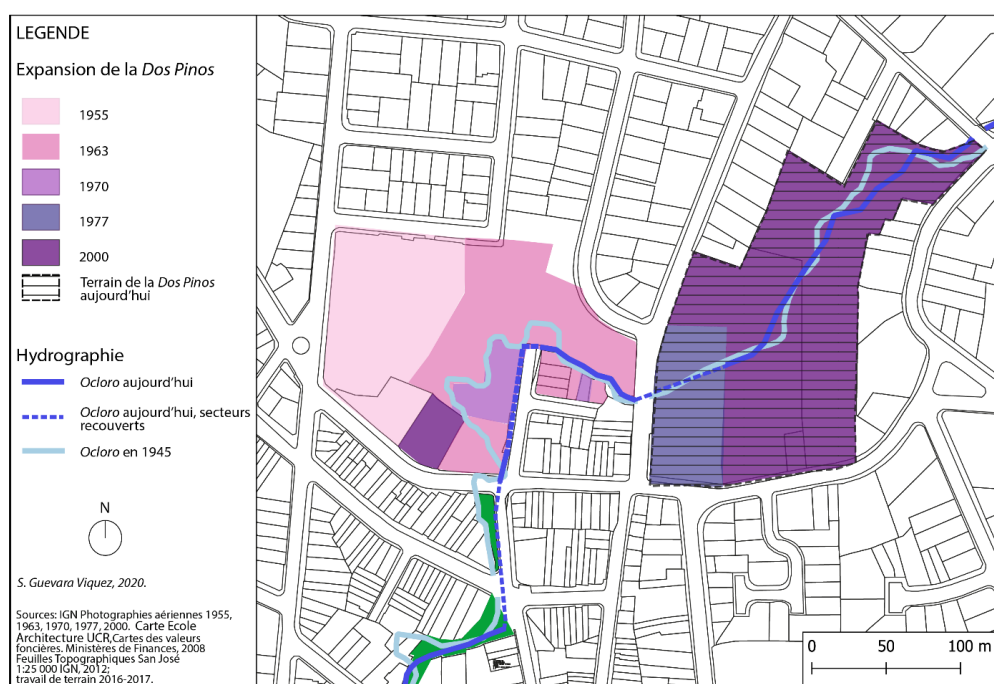 LEGENDE
Expansion de la Dos Pinos
1955
1963
1970
1977
2000
Terrain de la Dos Pinos
aujourd'hui
Hydrographie
Ocloro aujourd'hui
Ocloro aujourd'hui, secteurs
recouverts
Ocloro en 1945
N
S. Guevara Viquez, 2020.
Sources: IGN Photographies aériennes 1955,
1963, 1970, 1977, 2000. Carte Ecole
Architecture UCR,Cartes des valeurs
foncières. Ministères de Finances, 2008
Feuilles Topographiques San José
1:25 000 IGN, 2012;
travail de terrain 2016-2017.
0 50 100 m